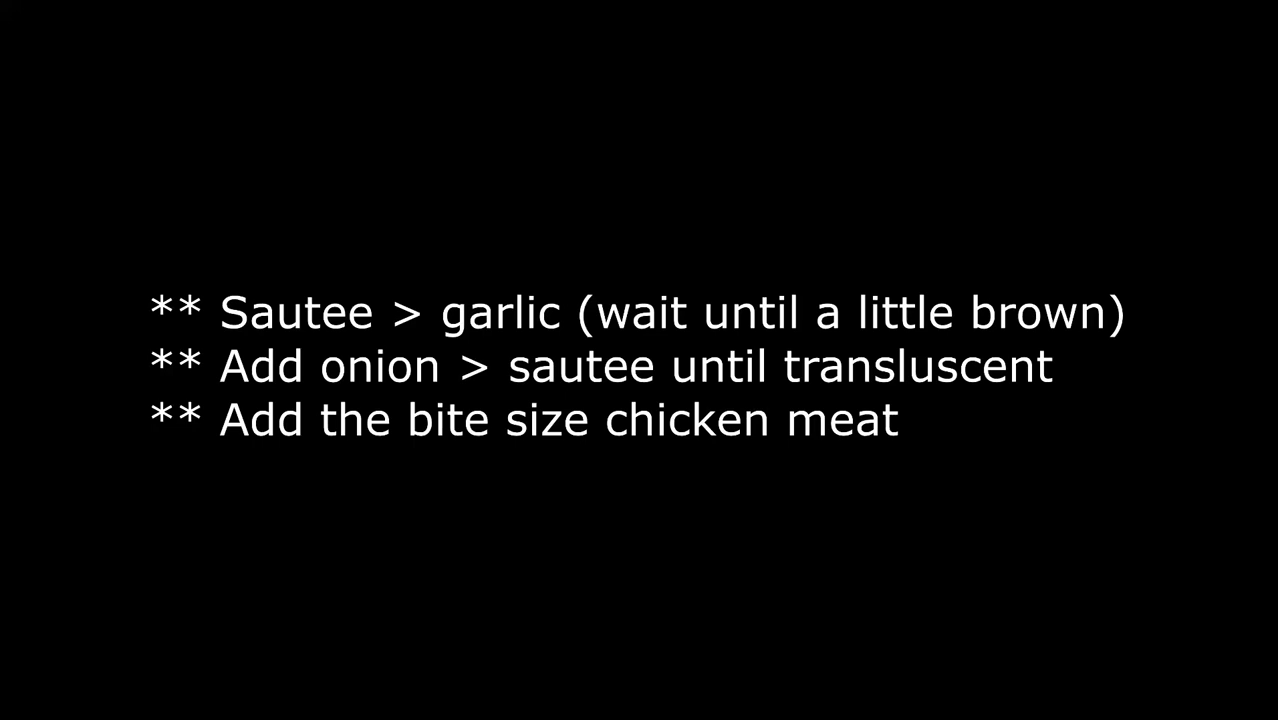 ** Sautee > garlic (wait until a little brown)
** Add onion > sautee until transluscent
** Add the bite size chicken meat